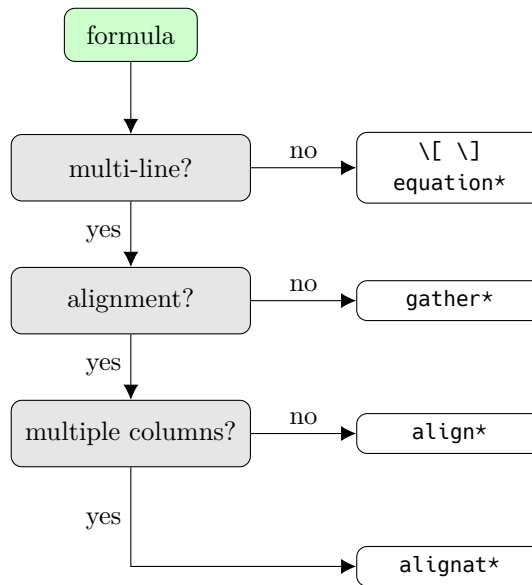 formula
multi-line?
no
\[ \]
equation*
yes
alignment?
no
gather*
yes
multiple columns?
no
align*
yes
alignat*